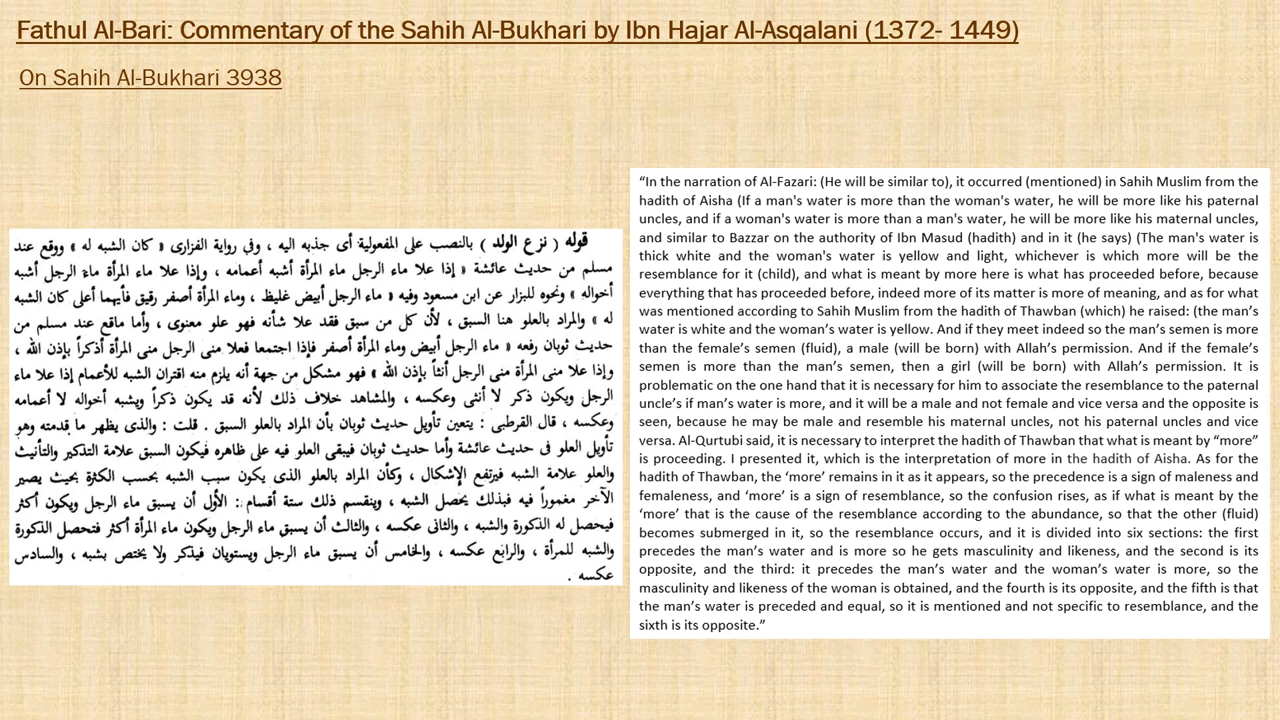 Fathul Al-Bari: Commentary of the Sahih Al-Bukhari by Ibn Hajar Al-Asqalani (1372- 1449)
On Sahih Al-Bukhari 3938
قوله ( نزع الولد ) بالنصب على المفعولية أى جذبه اليه ، وفى رواية الفزارى « كان الشبه له » ووقع عند
مسلم من حديث عائشة « إذا علا ماء الرجل ماء المرأة أشبه أعمامه ، وإذا علا ماء المرأة ماء الرجل أشبه
أخواله » ونحوه للبزار عن ابن مسعود وفيه « ماء الرجل أبيض غليظ ، وماء المرأة أصفر رقيق فأيهما أعلى كان الشبه
له » والمراد بالعلو هنا السبق ، لأن كل من سبق فقد علا شأنه فهو علو معنوى ، وأما ماقع عند مسلم من
حديث ثوبان رفعه « ماء الرجل أبيض وماء المرأة أصفر فإذا اجتمعا فعلا منى الرجل منى المرأة أذكرا بإذن الله ،
وإذا علا منى المرأة منى الرجل أنثا بإذن الله » فهو مشكل من جهة أنه يلزم منه اقتران الشبه للأعمام إذا علا ماء
الرجل ويكون ذكر لا أنثى وعكسه ، والمشاهد خلاف ذلك لأنه قد يكون ذكراً ويشبه أخواله لا أعمامه
وعكسه ، قال القرطبى : يتعين تأويل حديث ثوبان بأن المراد بالعلو السبق . قلت : والذى يظهر ما قدمته وهو
تأويل العلو فى حديث عائشة وأما حديث ثوبان فيبقى العلو فيه على ظاهره فيكون السبق علامة التذكير والتأنيث
والعلو علامة الشبه فيرتفع الإشكال ، وكأن المراد بالعلو الذى يكون سبب الشبه بحسب الكثرة بحيث يصير
الآخر مغموراً فيه فبذلك يحصل الشبه ، وينقسم ذلك ستة أقسام : الأول أن يسبق ماء الرجل ويكون أكثر
فيحصل له الذكورة والشبه ، والثانى عكسه ، والثالث أن يسبق ماء الرجل ويكون ماء المرأة أكثر فتحصل الذكورة
والشبه للمرأة ، والرابع عكسه ، والخامس أن يسبق ماء الرجل ويستويان فيذكر ولا يختص بشبه ، والسادس
عكسه .
“In the narration of Al-Fazari: (He will be similar to), it occurred (mentioned) in Sahih Muslim from the
hadith of Aisha (If a man's water is more than the woman's water, he will be more like his paternal
uncles, and if a woman's water is more than a man's water, he will be more like his maternal uncles,
and similar to Bazzar on the authority of Ibn Masud (hadith) and in it (he says) (The man's water is
thick white and the woman's water is yellow and light, whichever is which more will be the
resemblance for it (child), and what is meant by more here is what has proceeded before, because
everything that has proceeded before, indeed more of its matter is more of meaning, and as for what
was mentioned according to Sahih Muslim from the hadith of Thawban (which) he raised: (the man’s
water is white and the woman’s water is yellow. And if they meet indeed so the man’s semen is more
than the female’s semen (fluid), a male (will be born) with Allah’s permission. And if the female’s
semen is more than the man’s semen, then a girl (will be born) with Allah’s permission. It is
problematic on the one hand that it is necessary for him to associate the resemblance to the paternal
uncle’s if man’s water is more, and it will be a male and not female and vice versa and the opposite is
seen, because he may be male and resemble his maternal uncles, not his paternal uncles and vice
versa. Al-Qurtubi said, it is necessary to interpret the hadith of Thawban that what is meant by “more”
is proceeding. I presented it, which is the interpretation of more in the hadith of Aisha. As for the
hadith of Thawban, the ‘more’ remains in it as it appears, so the precedence is a sign of maleness and
femaleness, and ‘more’ is a sign of resemblance, so the confusion rises, as if what is meant by the
‘more’ that is the cause of the resemblance according to the abundance, so that the other (fluid)
becomes submerged in it, so the resemblance occurs, and it is divided into six sections: the first
precedes the man’s water and is more so he gets masculinity and likeness, and the second is its
opposite, and the third: it precedes the man’s water and the woman’s water is more, so the
masculinity and likeness of the woman is obtained, and the fourth is its opposite, and the fifth is that
the man’s water is preceded and equal, so it is mentioned and not specific to resemblance, and the
sixth is its opposite.”